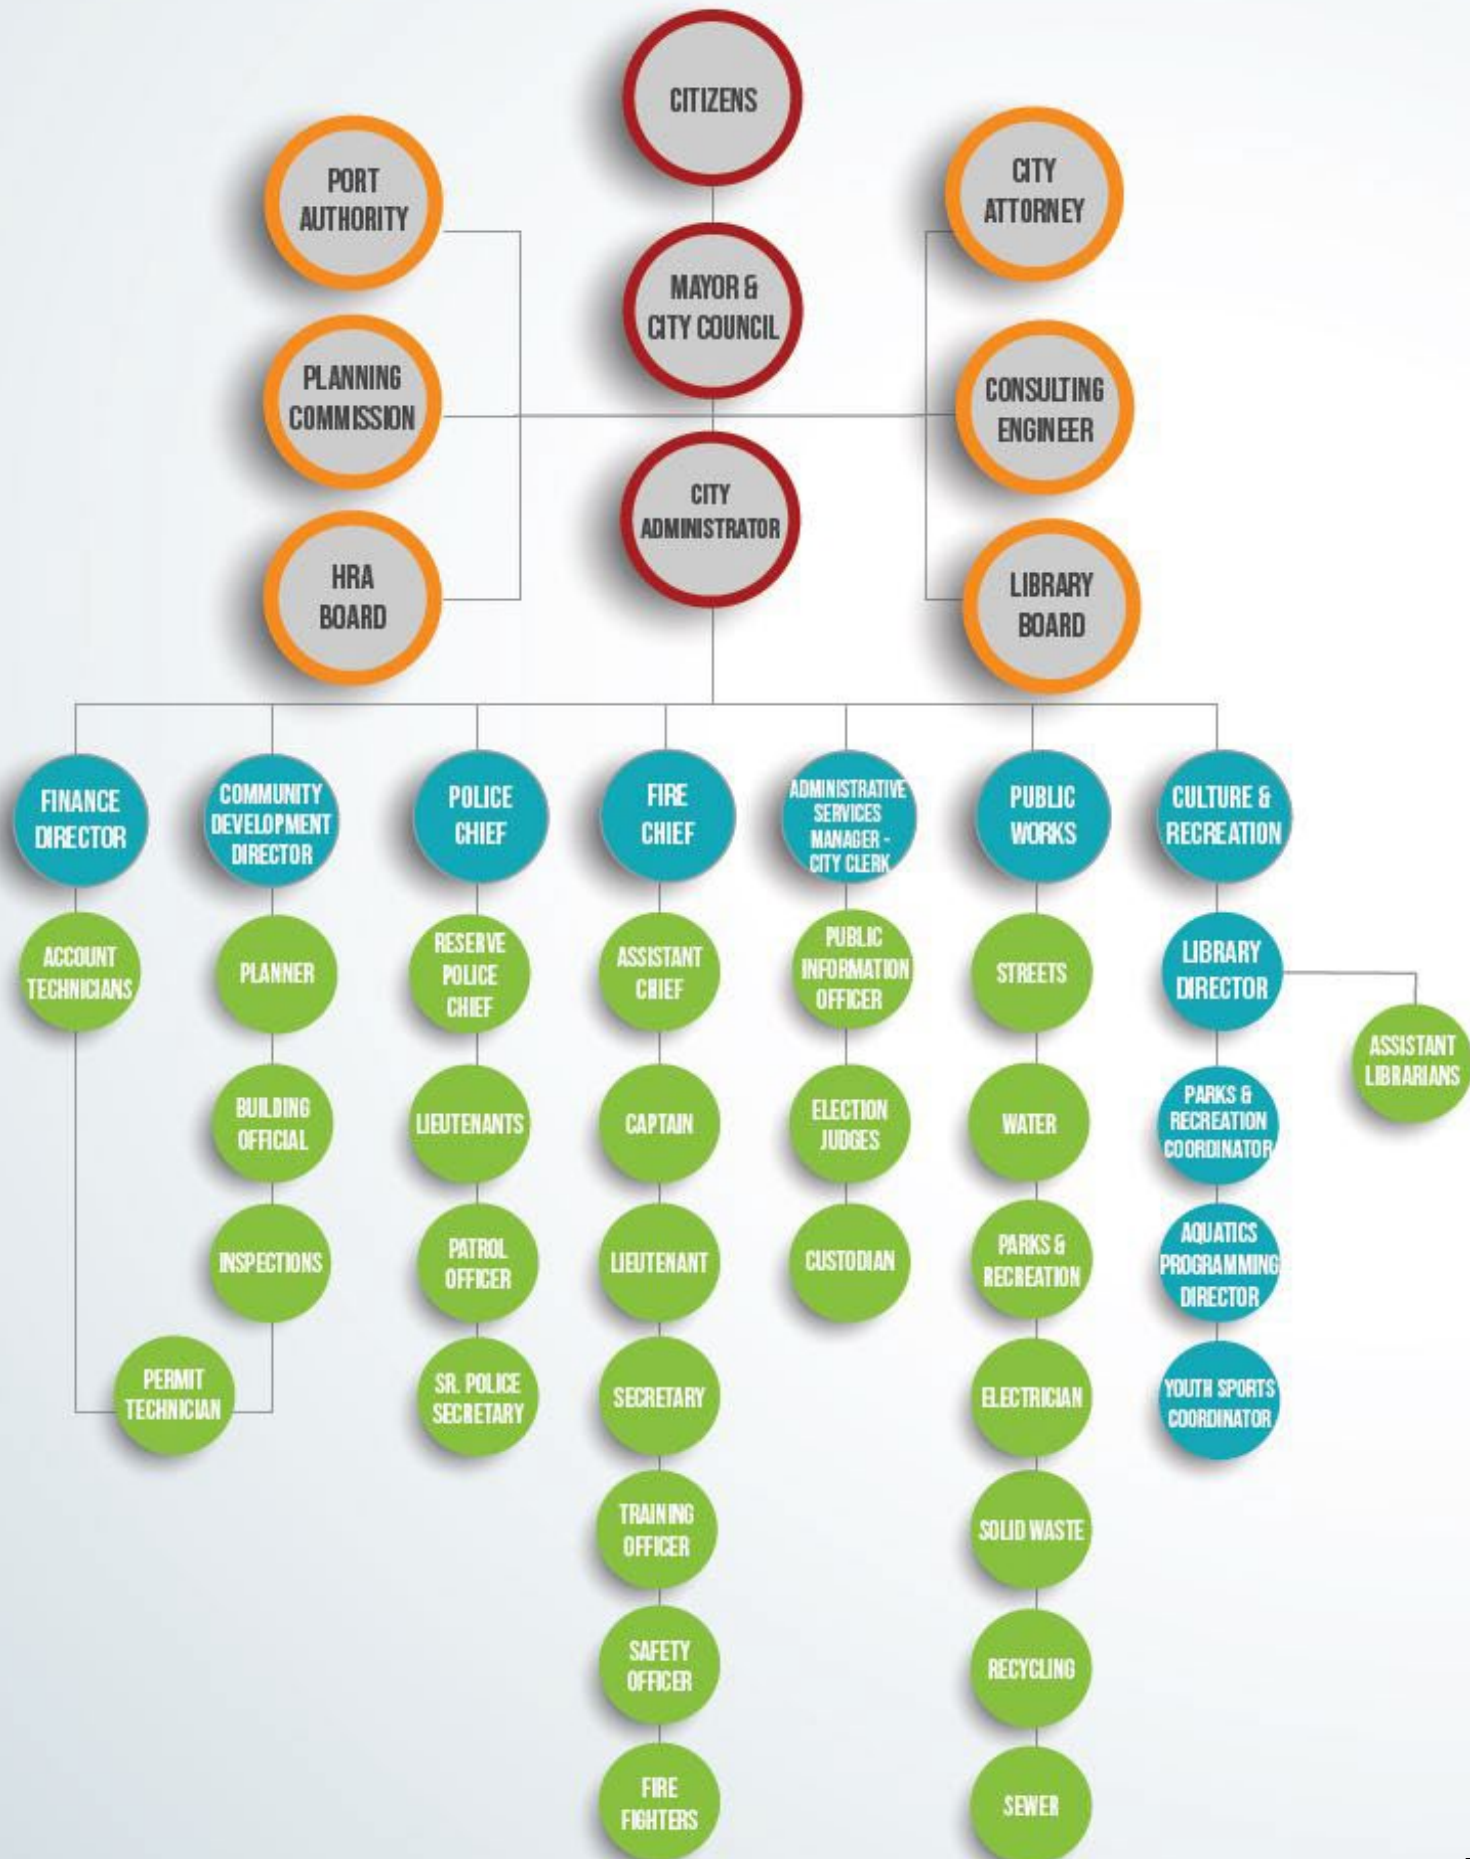 CITIZENS
PORT
AUTHORITY
CITY
ATTORNEY
MAYOR &
CITY COUNCIL
PLANNING
COMMISSION
CONSULTING
ENGINEER
CITY
ADMINISTRATOR
HRA
BOARD
LIBRARY
BOARD
FINANCE
DIRECTOR
COMMUNITY
DEVELOPMENT
DIRECTOR
POLICE
CHIEF
FIRE
CHIEF
ADMINISTRATIVE
SERVICES
MANAGER -
CITY CLERK
PUBLIC
WORKS
CULTURE &
RECREATION
ACCOUNT
TECHNICIANS
PLANNER
RESERVE
POLICE
CHIEF
ASSISTANT
CHIEF
PUBLIC
INFORMATION
OFFICER
STREETS
LIBRARY
DIRECTOR
ASSISTANT
LIBRARIANS
BUILDING
OFFICIAL
LIEUTENANTS
CAPTAIN
ELECTION
JUDGES
WATER
PARKS &
RECREATION
COORDINATOR
INSPECTIONS
PATROL
OFFICER
LIEUTENANT
CUSTODIAN
PARKS &
RECREATION
AQUATICS
PROGRAMMING
DIRECTOR
PERMIT
TECHNICIAN
SR. POLICE
SECRETARY
SECRETARY
ELECTRICIAN
YOUTH SPORTS
COORDINATOR
TRAINING
OFFICER
SOLID WASTE
SAFETY
OFFICER
RECYCLING
FIRE
FIGHTERS
SEWER